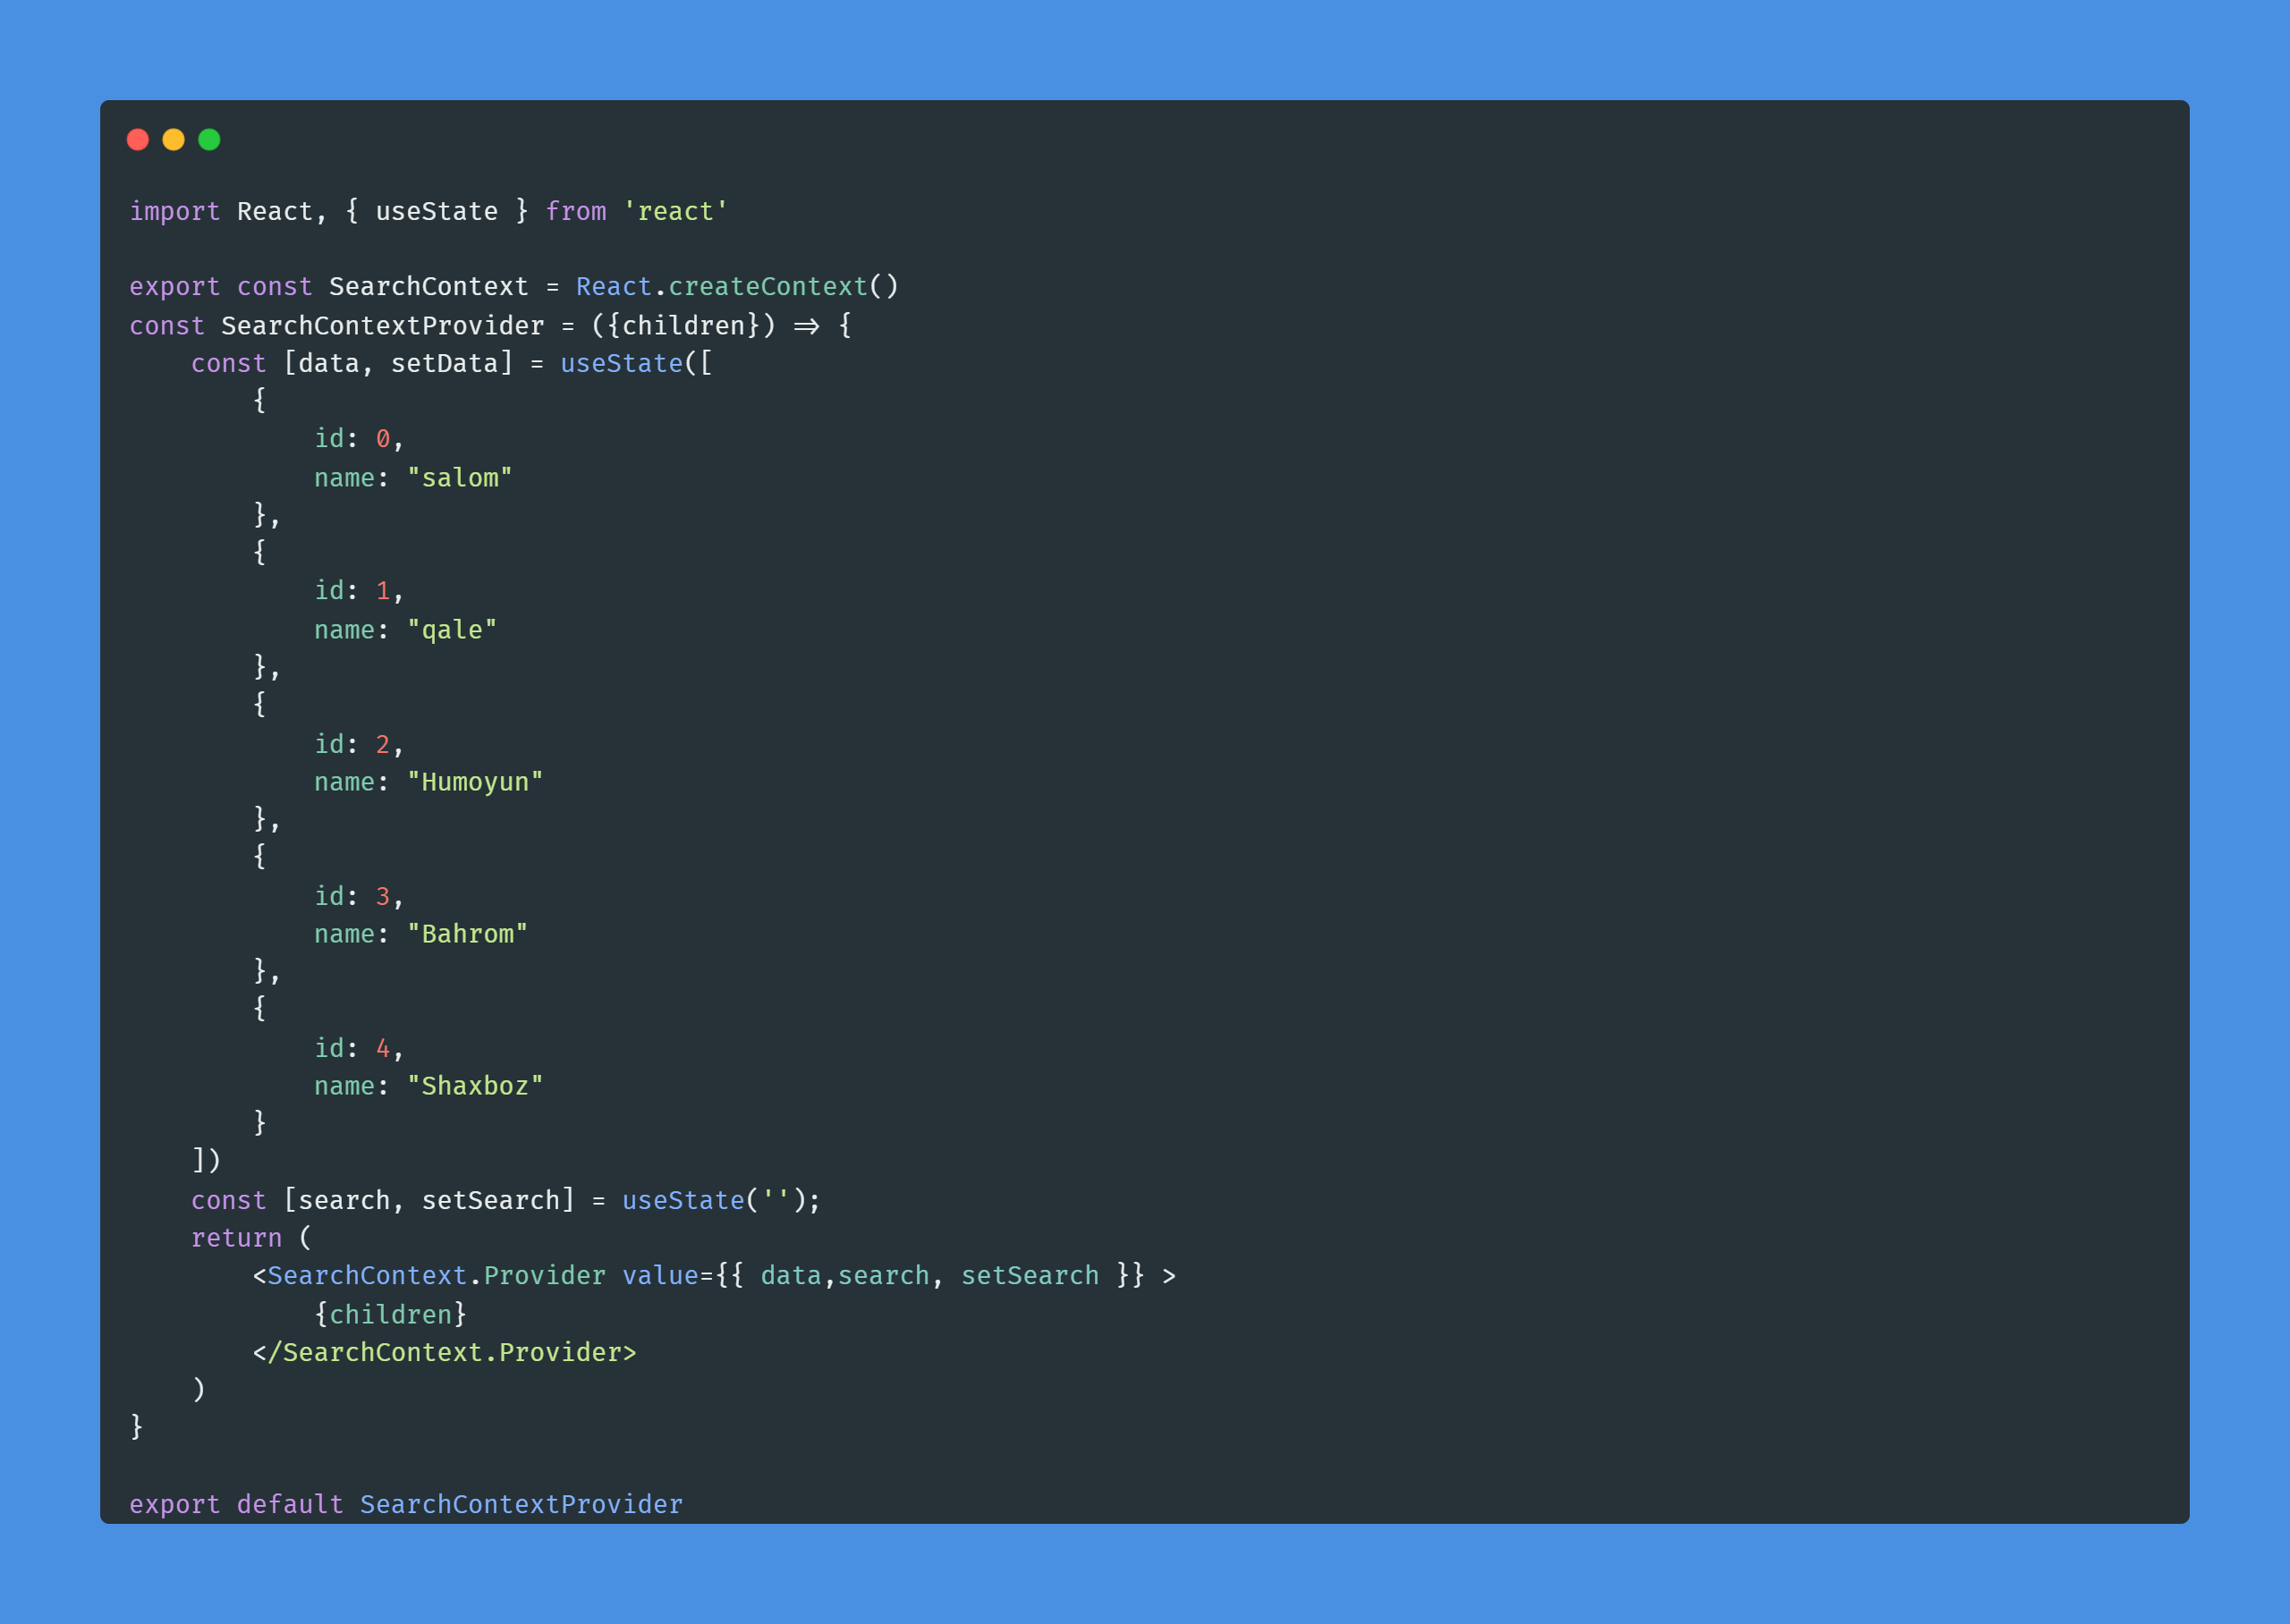 import React, { useState } from 'react'

export const SearchContext = React.createContext()
const SearchContextProvider = ({children}) => {
    const [data, setData] = useState([
        {
            id: 0,
            name: "salom"
        },
        {
            id: 1,
            name: "qale"
        },
        {
            id: 2,
            name: "Humoyun"
        },
        {
            id: 3,
            name: "Bahrom"
        },
        {
            id: 4,
            name: "Shaxboz"
        }
    ])
    const [search, setSearch] = useState('');
    return (
        <SearchContext.Provider value={{ data,search, setSearch }} >
            {children}
        </SearchContext.Provider>
    )
}

export default SearchContextProvider